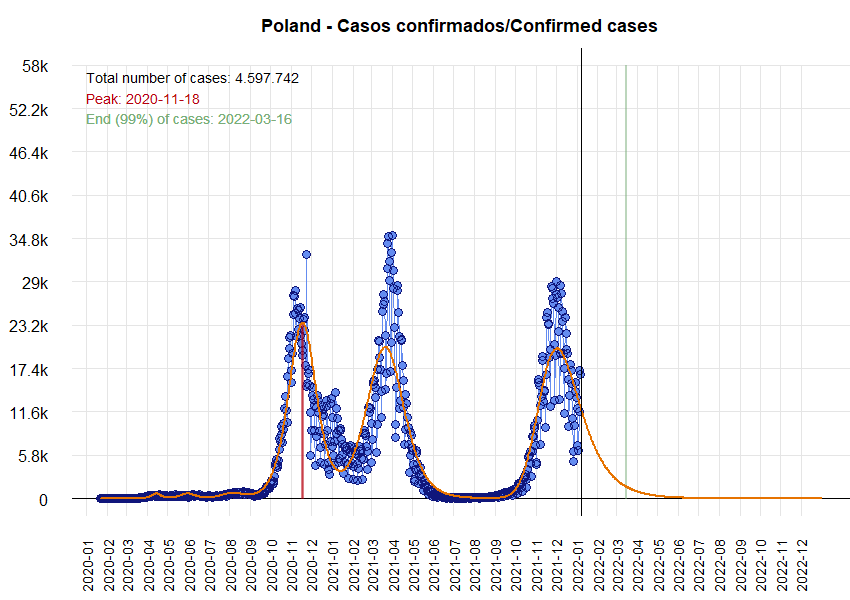 Poland - Casos confirmados/Confirmed cases
Total number of cases: 4.597.742
Peak: 2020-11-18
End (99%) of cases: 2022-03-16
58k
52.2k
46.4k
40.6k
34.8k
29k
23.2k
17.4k
11.6k
5.8k
0
2020-01
2020-02
2020-03
2020-04
2020-05
2020-06
2020-07
2020-08
2020-09
2020-10
2020-11
2020-12
2021-01
2021-02
2021-03
2021-04
2021-05
2021-06
2021-07
2021-08
2021-09
2021-10
2021-11
2021-12
2022-01
2022-02
2022-03
2022-04
2022-05
2022-06
2022-07
2022-08
2022-09
2022-10
2022-11
2022-12